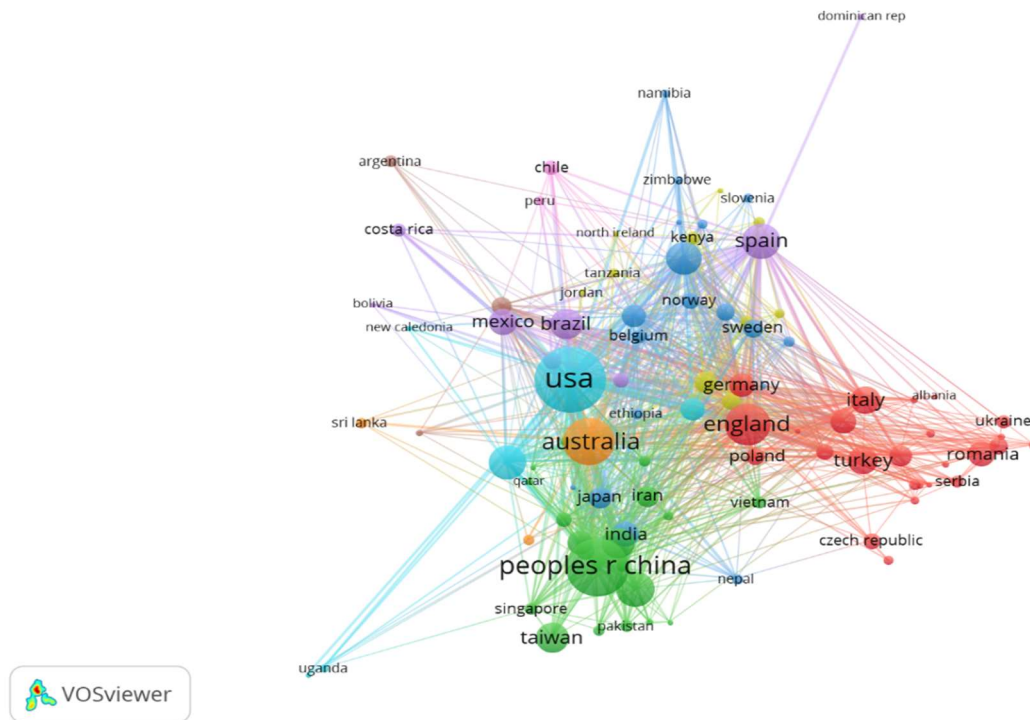 dominican rep
namibia
argentina
chile
zimbabwe
peru
slovenia
costa rica
north ireland
kenya
spain
tanzania
jordan
bolivia
norway
new caledonia
mexico
brazil
sweden
belgium
usa
germany
italy
albania
ethiopia
sri lanka
england
ukraine
australia
poland
turkey
romania
qatar
serbia
japan
iran
vietnam
india
czech republic
peoples r china
nepal
singapore
pakistan
taiwan
uganda
VOSviewer